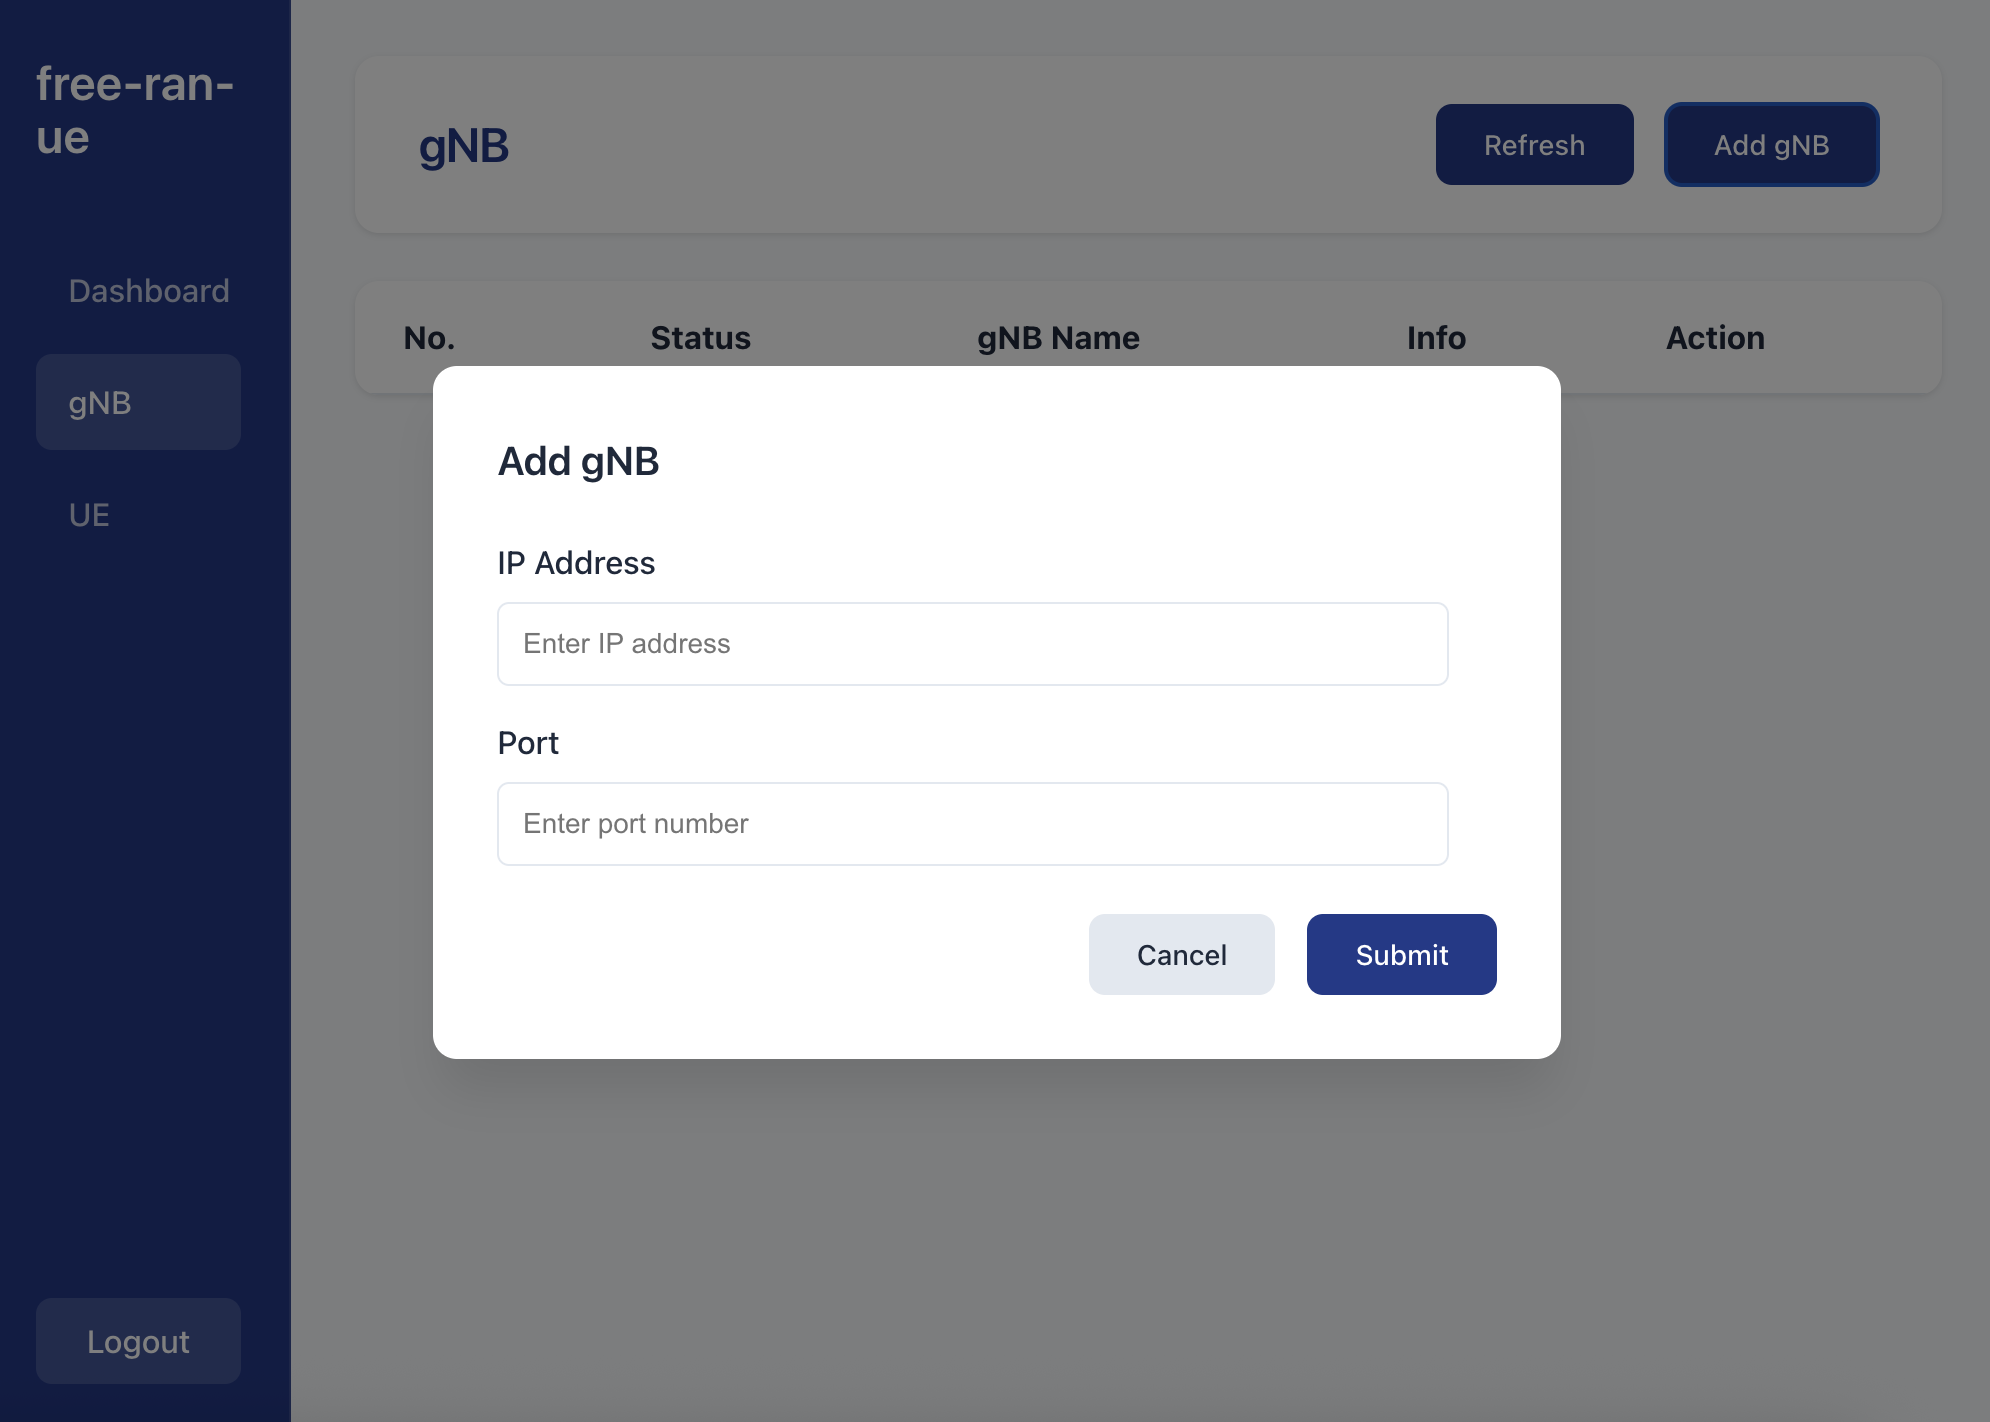 free-ran-
ue
Dashboard
gNB
UE
Logout
gNB
Refresh
Add gNB
No.
Status
gNB Name
Info
Action
Add gNB
IP Address
Enter IP address
Port
Enter port number
Cancel
Submit